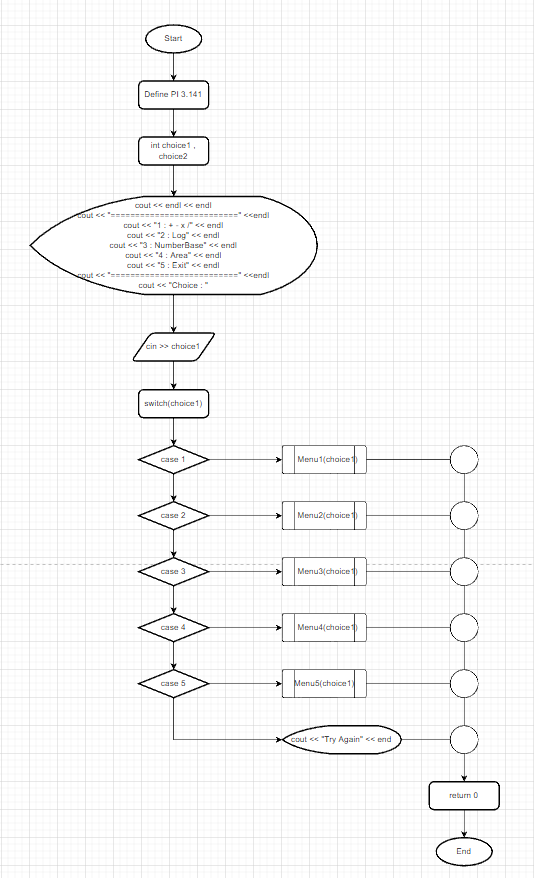 Start
Define PI 3.141
int choice1 ,
choice2
cout << endl << endl
cout << "==========================" <<endl
cout << "1 : + - x /" << endl
cout << "2 : Log" << endl
cout << "3 : NumberBase" << endl
cout << "4 : Area" << endl
cout << "5 : Exit" << endl
cout << "==========================" <<endl
cout << "Choice : "
cin >> choice1
switch(choice1)
case 1
Menu1(choice1)
case 2
Menu2(choice1)
case 3
Menu3(choice1)
case 4
Menu4(choice1)
case 5
Menu5(choice1)
cout << "Try Again" << end
return 0
End